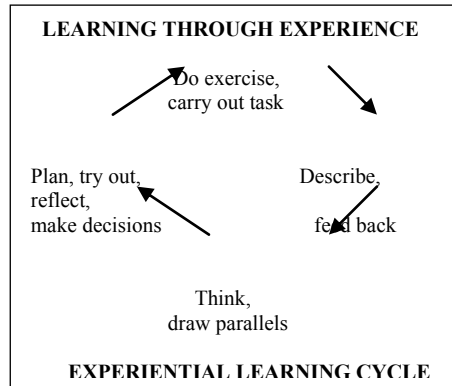 LEARNING THROUGH EXPERIENCE
Do exercise,
carry out task
Plan, try out,
reflect,
make decisions
Describe,
feed back
Think,
draw parallels
EXPERIENTIAL LEARNING CYCLE